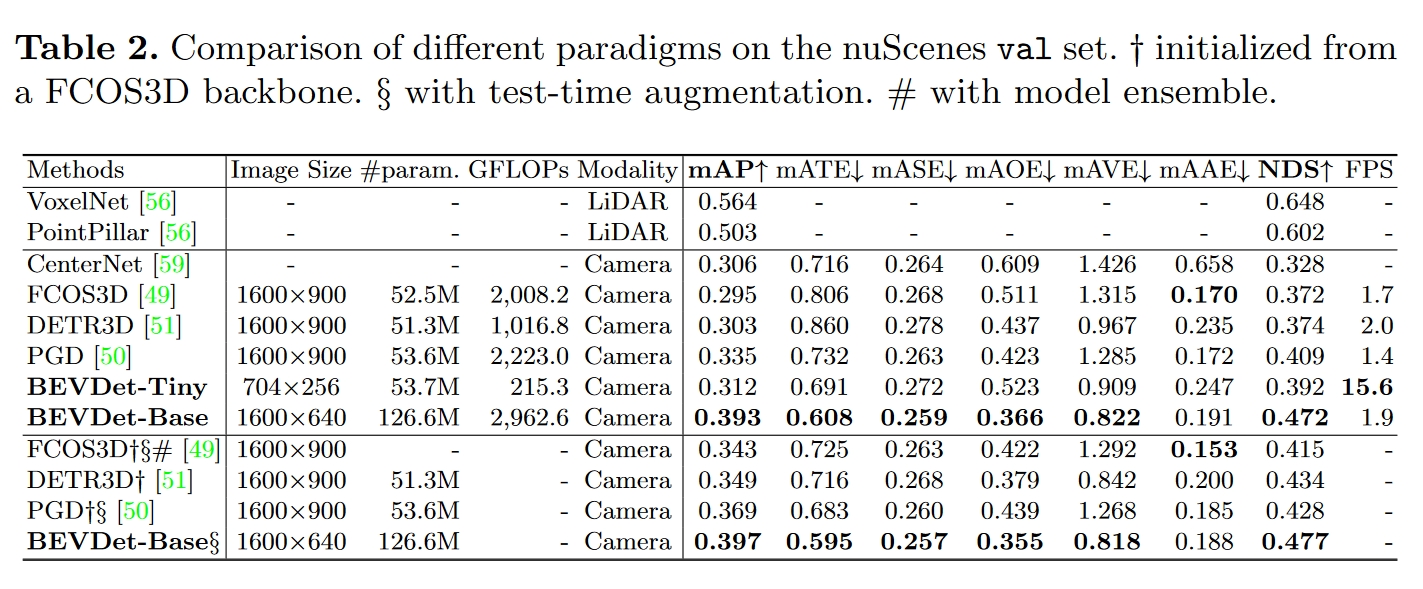 Table 2. Comparison of different paradigms on the nuScenes val set. † initialized from
a FCOS3D backbone. § with test-time augmentation. # with model ensemble.
Methods Image Size #param. GFLOPs Modality mAP↑ mATE↓ mASE↓ mAOE↓ mAVE↓ mAAE↓ NDS↑ FPS
VoxelNet [56] - - - LiDAR 0.564 - - - - - 0.648 -
PointPillar [56] - - - LiDAR 0.503 - - - - - 0.602 -
CenterNet [59] - - - Camera 0.306 0.716 0.264 0.609 1.426 0.658 0.328 -
FCOS3D [49] 1600×900 52.5M 2,008.2 Camera 0.295 0.806 0.268 0.511 1.315 0.170 0.372 1.7
DETR3D [51] 1600×900 51.3M 1,016.8 Camera 0.303 0.860 0.278 0.437 0.967 0.235 0.374 2.0
PGD [50] 1600×900 53.6M 2,223.0 Camera 0.335 0.732 0.263 0.423 1.285 0.172 0.409 1.4
BEVDet-Tiny 704×256 53.7M 215.3 Camera 0.312 0.691 0.272 0.523 0.909 0.247 0.392 15.6
BEVDet-Base 1600×640 126.6M 2,962.6 Camera 0.393 0.608 0.259 0.366 0.822 0.191 0.472 1.9
FCOS3D†§# [49] 1600×900 - - Camera 0.343 0.725 0.263 0.422 1.292 0.153 0.415 -
DETR3D† [51] 1600×900 51.3M - Camera 0.349 0.716 0.268 0.379 0.842 0.200 0.434 -
PGD†§ [50] 1600×900 53.6M - Camera 0.369 0.683 0.260 0.439 1.268 0.185 0.428 -
BEVDet-Base§ 1600×640 126.6M - Camera 0.397 0.595 0.257 0.355 0.818 0.188 0.477 -